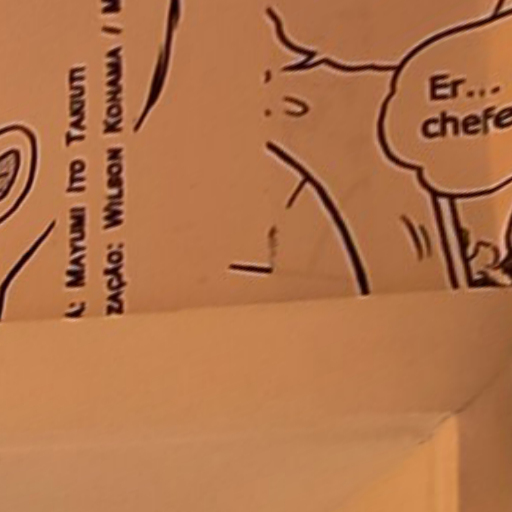 : MAYUMI ITO TAKIUTI
ZAÇÃO: WILSON KOHAMA / M
Er...
chefe